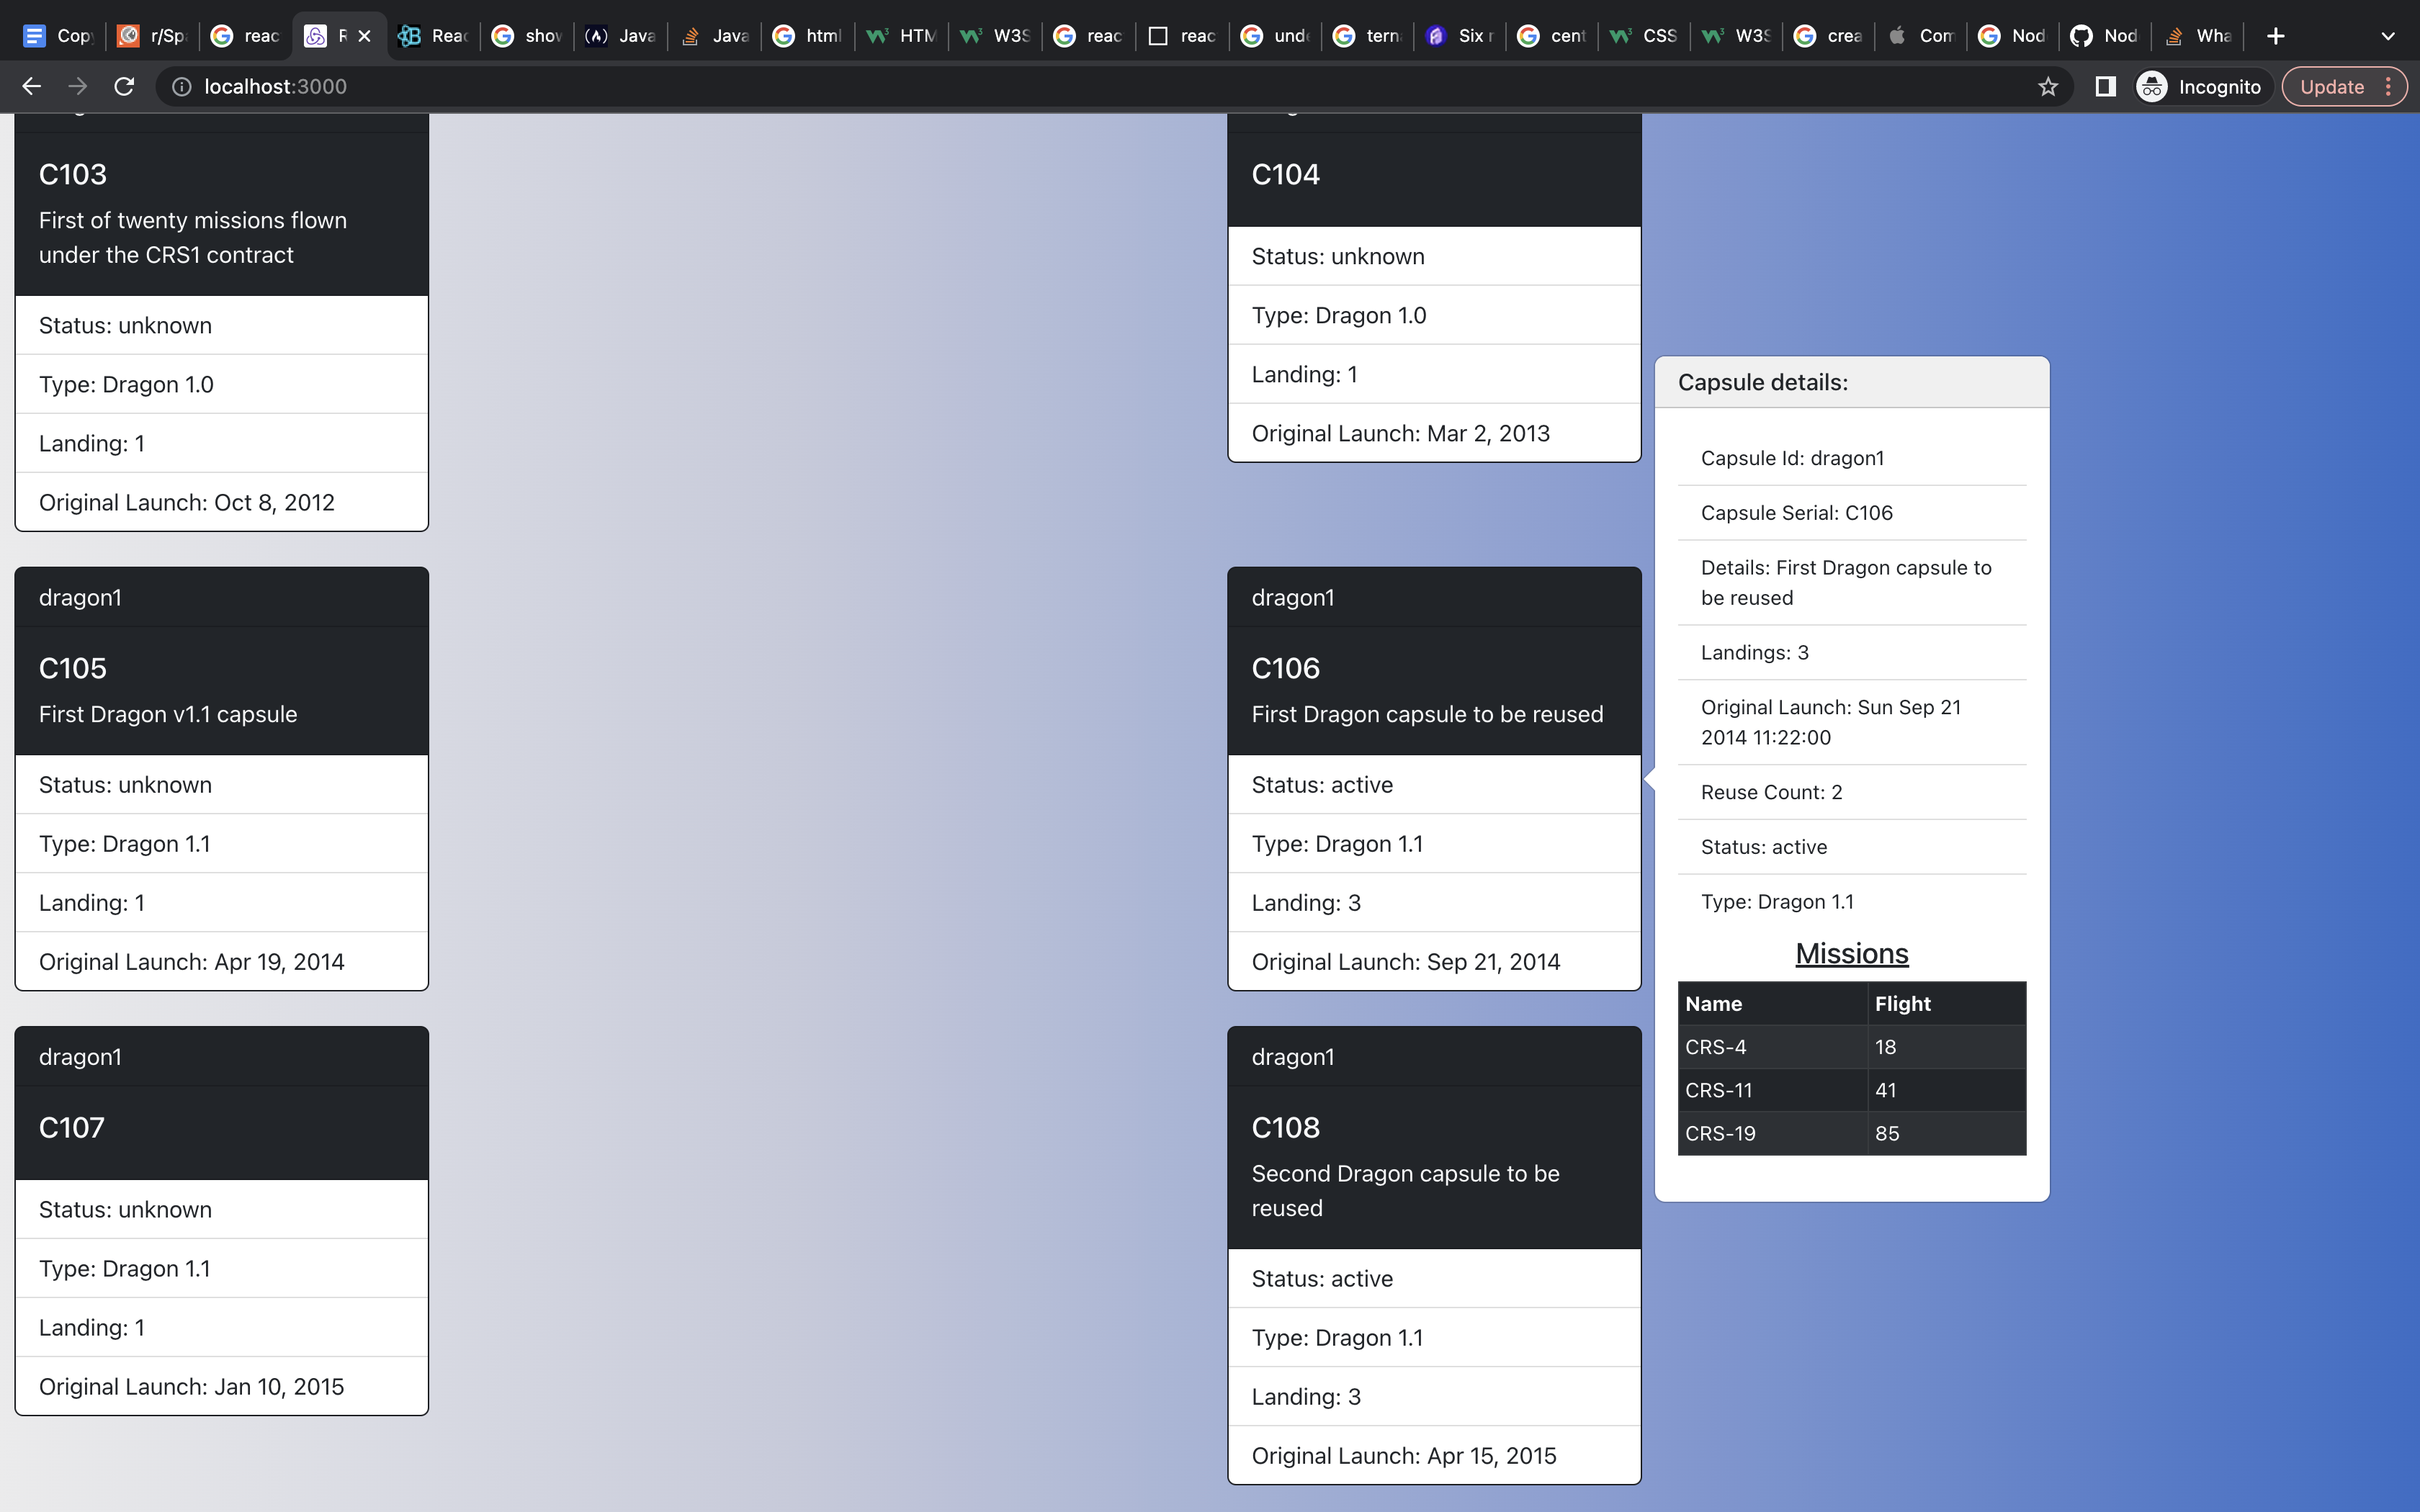 Copy
r/Sp
reac
R
Reac
show
Java
Java
html
HTM
W3S
reac
reac
unde
tern
Six r
cent
CSS
W3S
crea
Com
Nod
Nod
Wha
localhost:3000
Incognito
Update
C103
First of twenty missions flown
under the CRS1 contract
Status: unknown
Type: Dragon 1.0
Landing: 1
Original Launch: Oct 8, 2012
C104
Status: unknown
Type: Dragon 1.0
Landing: 1
Original Launch: Mar 2, 2013
dragon1
C105
First Dragon v1.1 capsule
Status: unknown
Type: Dragon 1.1
Landing: 1
Original Launch: Apr 19, 2014
dragon1
C106
First Dragon capsule to be reused
Status: active
Type: Dragon 1.1
Landing: 3
Original Launch: Sep 21, 2014
Capsule details:
Capsule Id: dragon1
Capsule Serial: C106
Details: First Dragon capsule to
be reused
Landings: 3
Original Launch: Sun Sep 21
2014 11:22:00
Reuse Count: 2
Status: active
Type: Dragon 1.1
Missions
Name Flight
CRS-4 18
CRS-11 41
CRS-19 85
dragon1
C107
Status: unknown
Type: Dragon 1.1
Landing: 1
Original Launch: Jan 10, 2015
dragon1
C108
Second Dragon capsule to be
reused
Status: active
Type: Dragon 1.1
Landing: 3
Original Launch: Apr 15, 2015